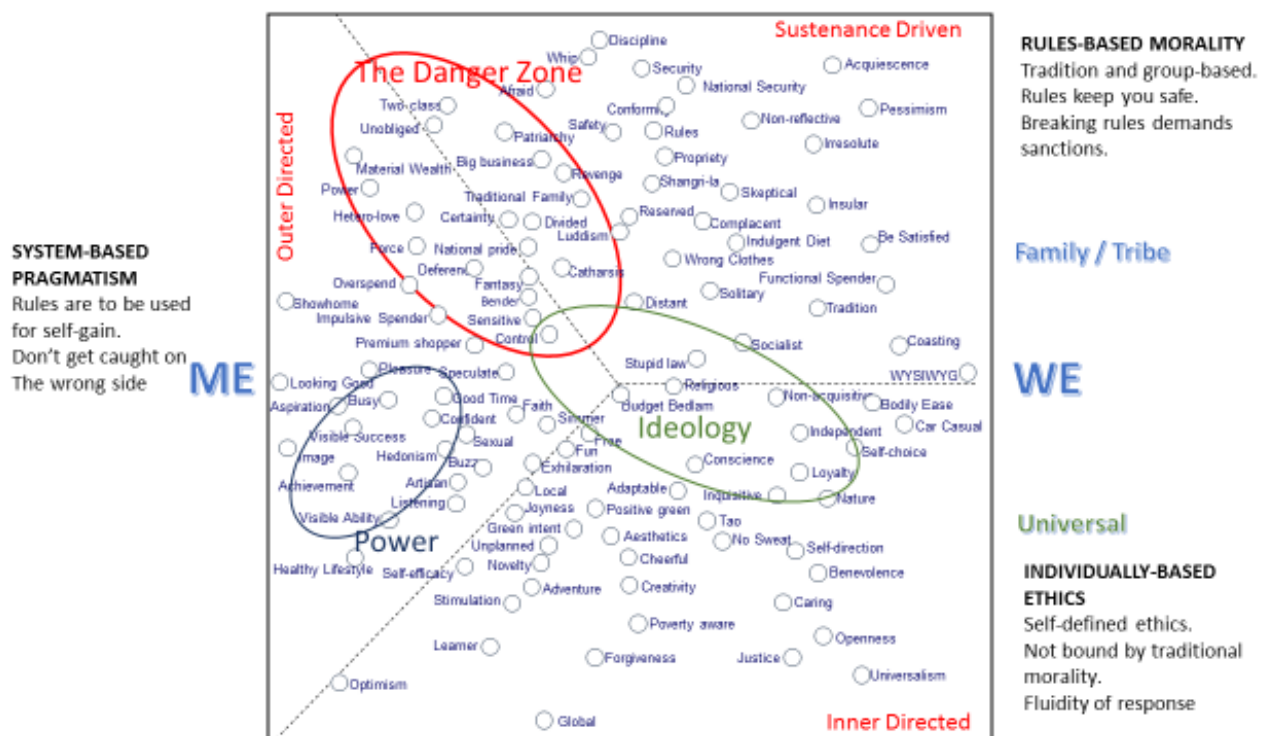 Sustenance Driven
Discipline
Whip
The Danger Zone
Security
Acquiescence
Afraid
National Security
Two-class
Conformity
Pessimism
Unobliged
Patriarchy
Safety
Rules
Non-reflective
Irresolute
Material Wealth
Big business
Revenge
Propriety
Power
Shangri-la
Skeptical
Traditional Family
Insular
Hetero-love
Certainty
Divided
Reserved
Complacent
Luddism
Force
National pride
Indulgent Diet
Be Satisfied
Wrong Clothes
Catharsis
Functional Spender
Overspend
Fantasy
Solitary
Showhome
Bender
Distant
Tradition
Impulsive Spender
Sensitive
Control
Socialist
Coasting
Premium shopper
Stupid law
Pleasure
Speculate
WYSIWYG
Looking Good
Religious
Busy
Good Time
Budget Bedlam
Non-acquisitive
Bodily Ease
Aspiration
Faith
Confident
Simmer
Car Casual
Visible Success
Sexual
Free
Ideology
Independent
Image
Hedonism
Fun
Self-choice
Buzz
Exhilaration
Conscience
Loyalty
Achievement
Artisan
Local
Adaptable
Inquisitive
Nature
Listening
Joyness
Positive green
Visible Ability
Tao
Power
Green intent
Aesthetics
No Sweat
Unplanned
Self-direction
Healthy Lifestyle
Self-efficacy
Novelty
Cheerful
Benevolence
Adventure
Creativity
Stimulation
Caring
Poverty aware
Openness
Learner
Forgiveness
Justice
Universalism
Optimism
Global
Inner Directed
Outer Directed
SYSTEM-BASED
PRAGMATISM
Rules are to be used
for self-gain.
Don't get caught on
The wrong side
ME
RULES-BASED MORALITY
Tradition and group-based.
Rules keep you safe.
Breaking rules demands
sanctions.
Family / Tribe
WE
Universal
INDIVIDUALLY-BASED
ETHICS
Self-defined ethics.
Not bound by traditional
morality.
Fluidity of response